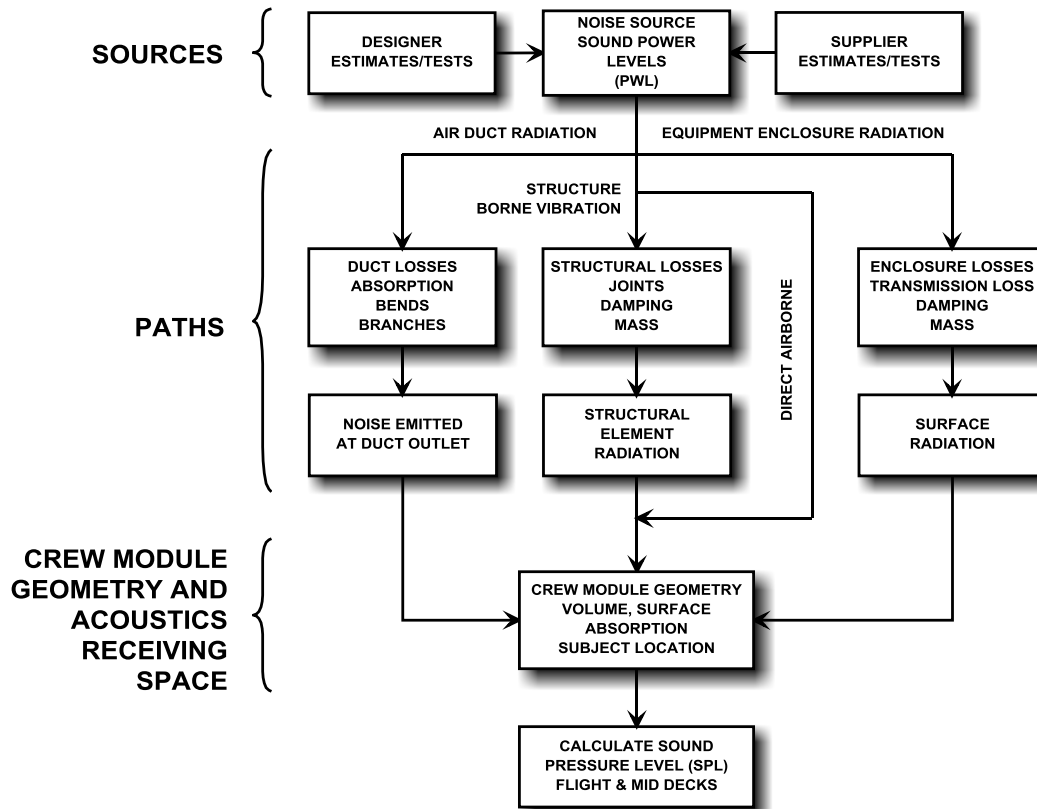 SOURCES
DESIGNER
ESTIMATES/TESTS
NOISE SOURCE
SOUND POWER
LEVELS
(PWL)
SUPPLIER
ESTIMATES/TESTS
AIR DUCT RADIATION
EQUIPMENT ENCLOSURE RADIATION
STRUCTURE
BORNE VIBRATION
PATHS
DUCT LOSSES
ABSORPTION
BENDS
BRANCHES
STRUCTURAL LOSSES
JOINTS
DAMPING
MASS
DIRECT AIRBORNE
ENCLOSURE LOSSES
TRANSMISSION LOSS
DAMPING
MASS
NOISE EMITTED
AT DUCT OUTLET
STRUCTURAL
ELEMENT
RADIATION
SURFACE
RADIATION
CREW MODULE
GEOMETRY AND
ACOUSTICS
RECEIVING
SPACE
CREW MODULE GEOMETRY
VOLUME, SURFACE
ABSORPTION
SUBJECT LOCATION
CALCULATE SOUND
PRESSURE LEVEL (SPL)
FLIGHT & MID DECKS